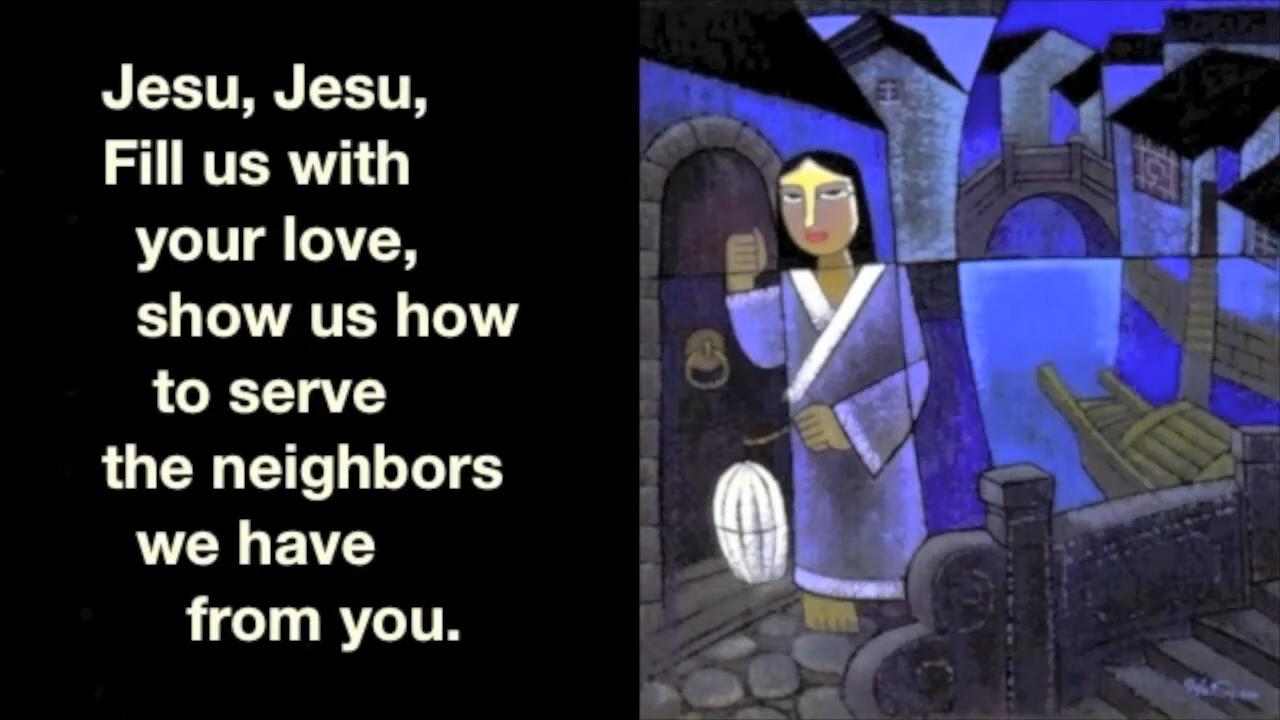 Jesu, Jesu,
Fill us with
your love,
show us how
to serve
the neighbors
we have
from you.